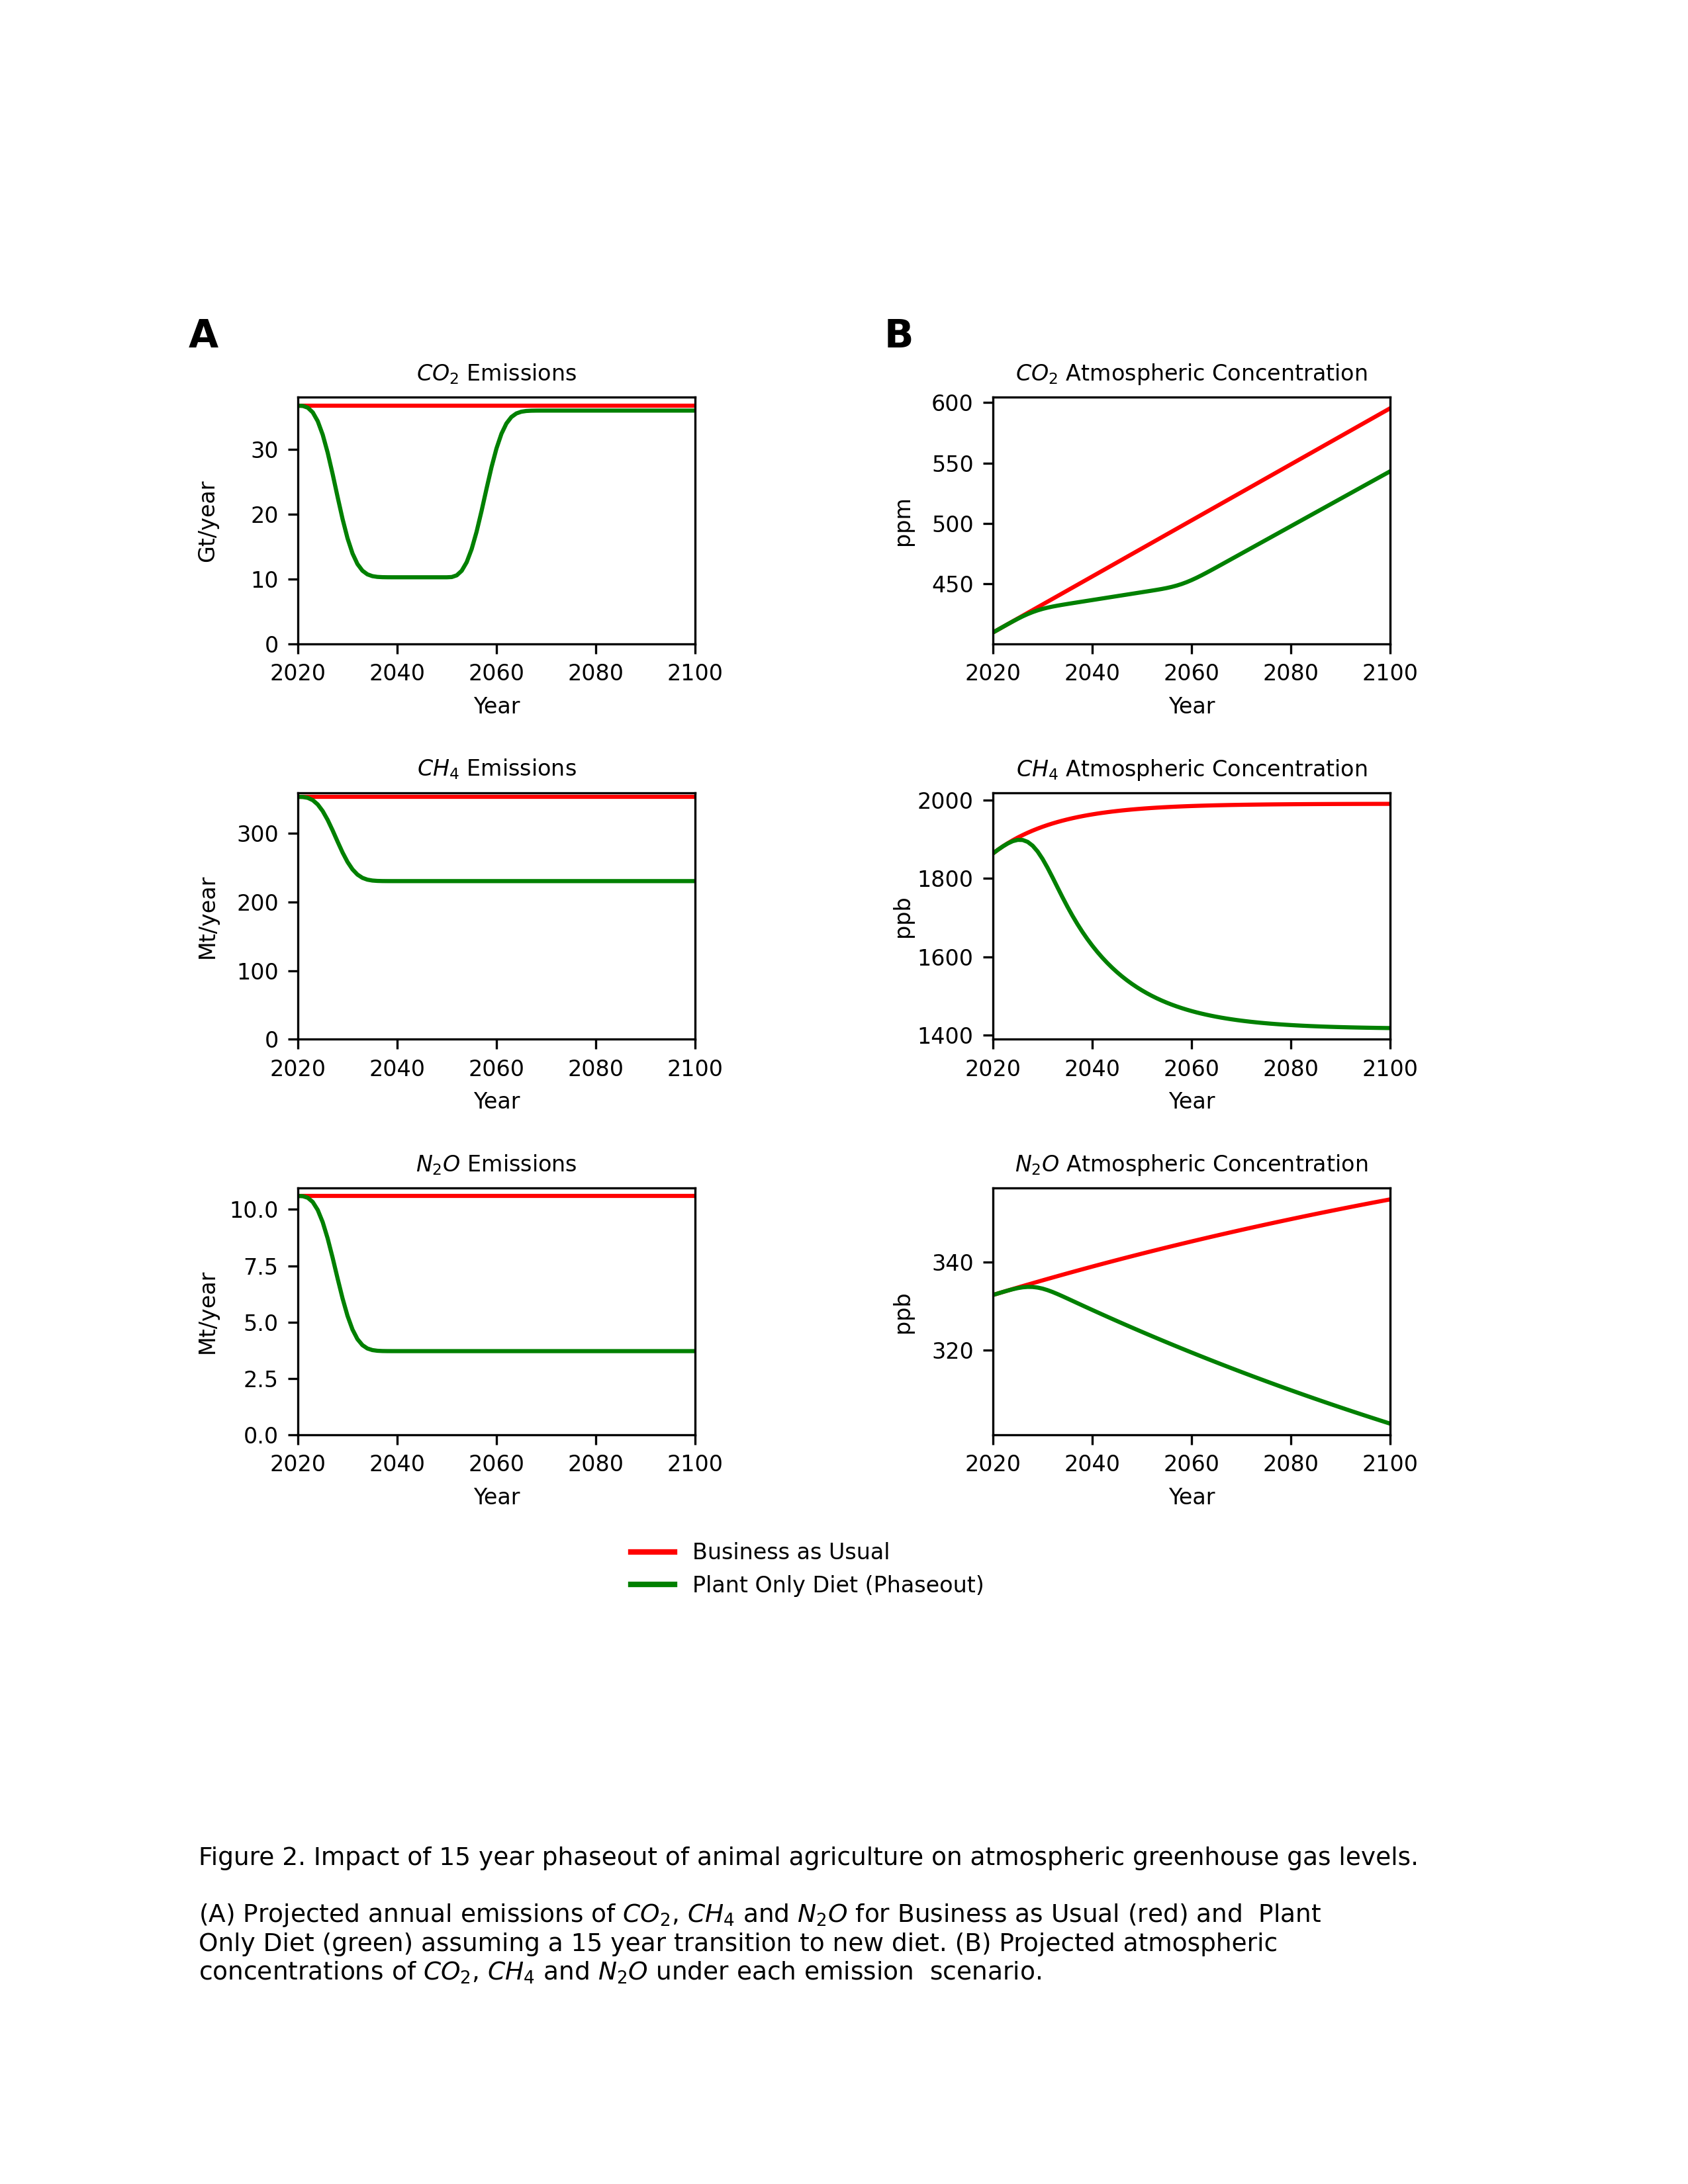 A
B
CO₂ Emissions
CO₂ Atmospheric Concentration
Gt/year
30
20
10
0
2020 2040 2060 2080 2100
Year
ppm
600
550
500
450
2020 2040 2060 2080 2100
Year
CH₄ Emissions
CH₄ Atmospheric Concentration
Mt/year
300
200
100
0
2020 2040 2060 2080 2100
Year
ppb
2000
1800
1600
1400
2020 2040 2060 2080 2100
Year
N₂O Emissions
N₂O Atmospheric Concentration
Mt/year
10.0
7.5
5.0
2.5
0.0
2020 2040 2060 2080 2100
Year
ppb
340
320
2020 2040 2060 2080 2100
Year
Business as Usual
Plant Only Diet (Phaseout)
Figure 2. Impact of 15 year phaseout of animal agriculture on atmospheric greenhouse gas levels.
(A) Projected annual emissions of CO₂, CH₄ and N₂O for Business as Usual (red) and  Plant
Only Diet (green) assuming a 15 year transition to new diet. (B) Projected atmospheric
concentrations of CO₂, CH₄ and N₂O under each emission  scenario.